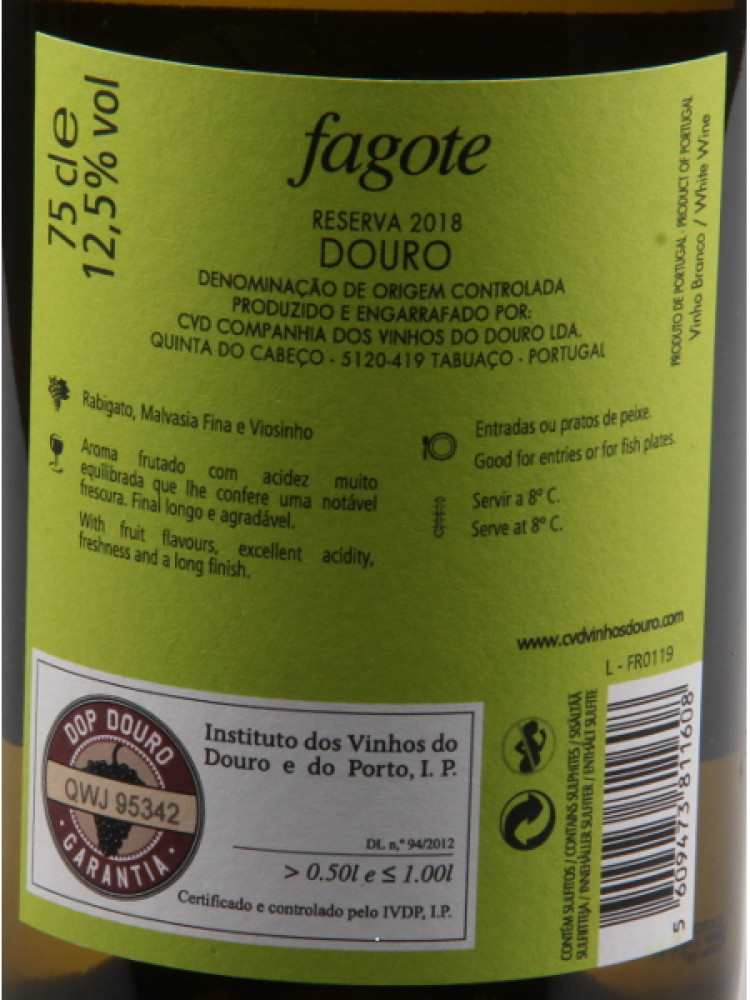 75 cl e
12,5% vol
fagote
RESERVA 2018
DOURO
DENOMINAÇÃO DE ORIGEM CONTROLADA
PRODUZIDO E ENGARRAFADO POR:
CVD COMPANHIA DOS VINHOS DO DOURO LDA.
QUINTA DO CABEÇO - 5120-419 TABUAÇO - PORTUGAL
PRODUTO DE PORTUGAL - PRODUCT OF PORTUGAL
Vinho Branco / White Wine
Rabigato, Malvasia Fina e Viosinho
Aroma frutado com acidez muito
equilibrada que lhe confere uma notável
frescura. Final longo e agradável.
With fruit flavours, excellent acidity,
freshness and a long finish.
Entradas ou pratos de peixe.
Good for entries or for fish plates.
Servir a 8º C.
Serve at 8º C.
www.cvdvinhosdouro.com
L - FR0119
DOP DOURO
QWJ 95342
· GARANTIA ·
Instituto dos Vinhos do
Douro e do Porto, I. P.
DL n,º 94/2012
> 0.50l e ≤ 1.00l
Certificado e controlado pelo IVDP, I.P.
CONTÉM SULFITOS / CONTAINS SULPHITES / SISÄLTÄÄ
SULFIITTEJA / INNEHÅLLER SULFITER / ENTHÄLT SULFITE
5 609473 811608